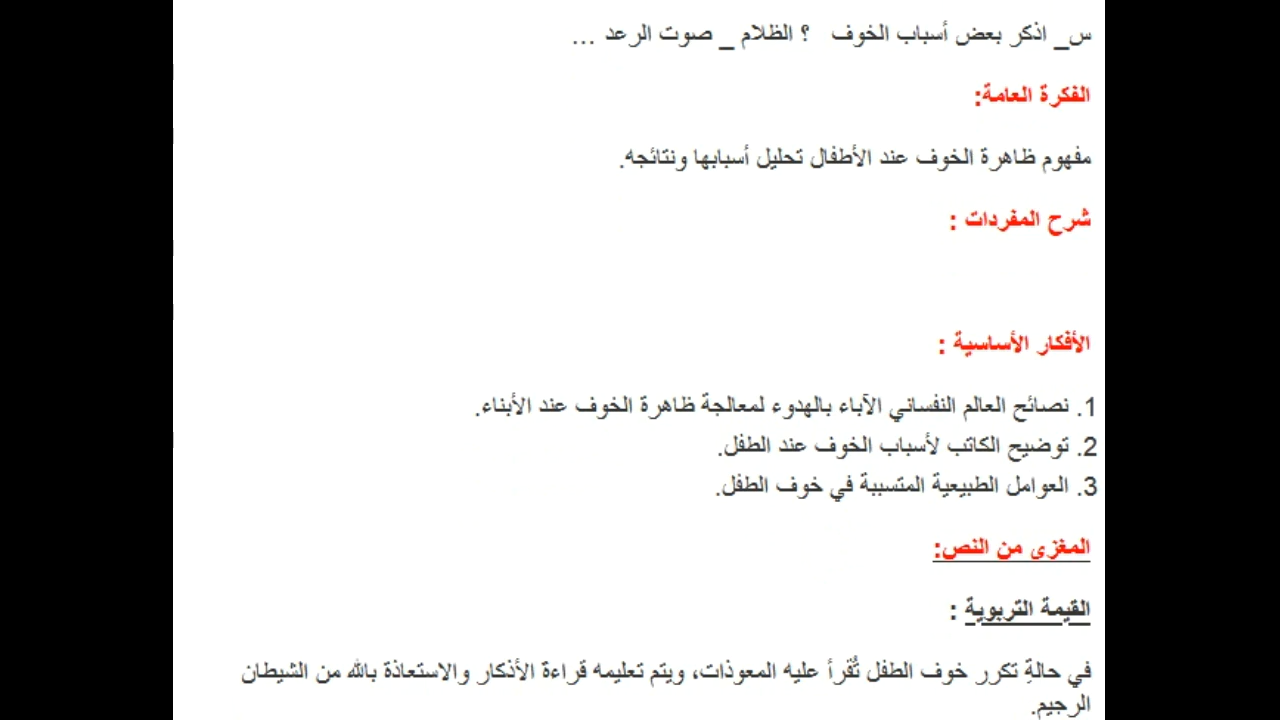 س_ اذكر بعض أسباب الخوف ؟ الظلام _ صوت الرعد ...
الفكرة العامة:
مفهوم ظاهرة الخوف عند الأطفال تحليل أسبابها ونتائجه.
شرح المفردات :
الأفكار الأساسية :
1. نصائح العالم النفساني الآباء بالهدوء لمعالجة ظاهرة الخوف عند الأبناء.
2. توضيح الكاتب لأسباب الخوف عند الطفل.
3. العوامل الطبيعية المتسببة في خوف الطفل.
المغزى من النص:
القيمة التربوية :
في حالةِ تكرر خوف الطفل تُقرأ عليه المعوذات، ويتم تعليمه قراءة الأذكار والاستعاذة بالله من الشيطان
الرجيم.